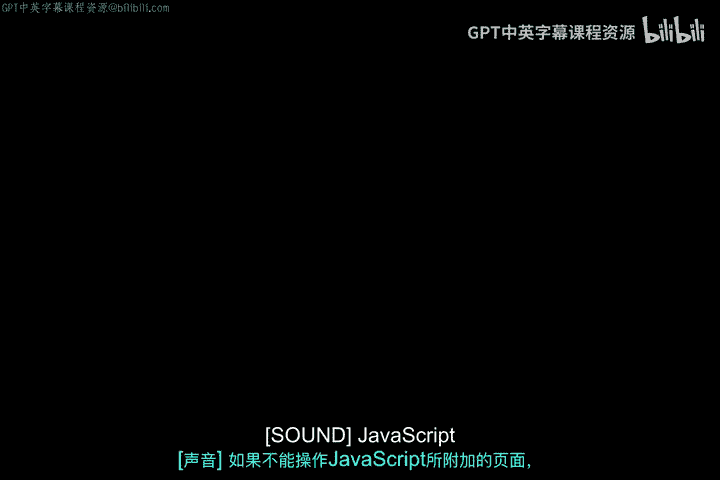 GPT中英字幕课程资源@bilibili.com
GPT中英字幕课程资源 bilibili
[SOUND] JavaScript
[声音] 如果不能操作JavaScript所附加的页面，